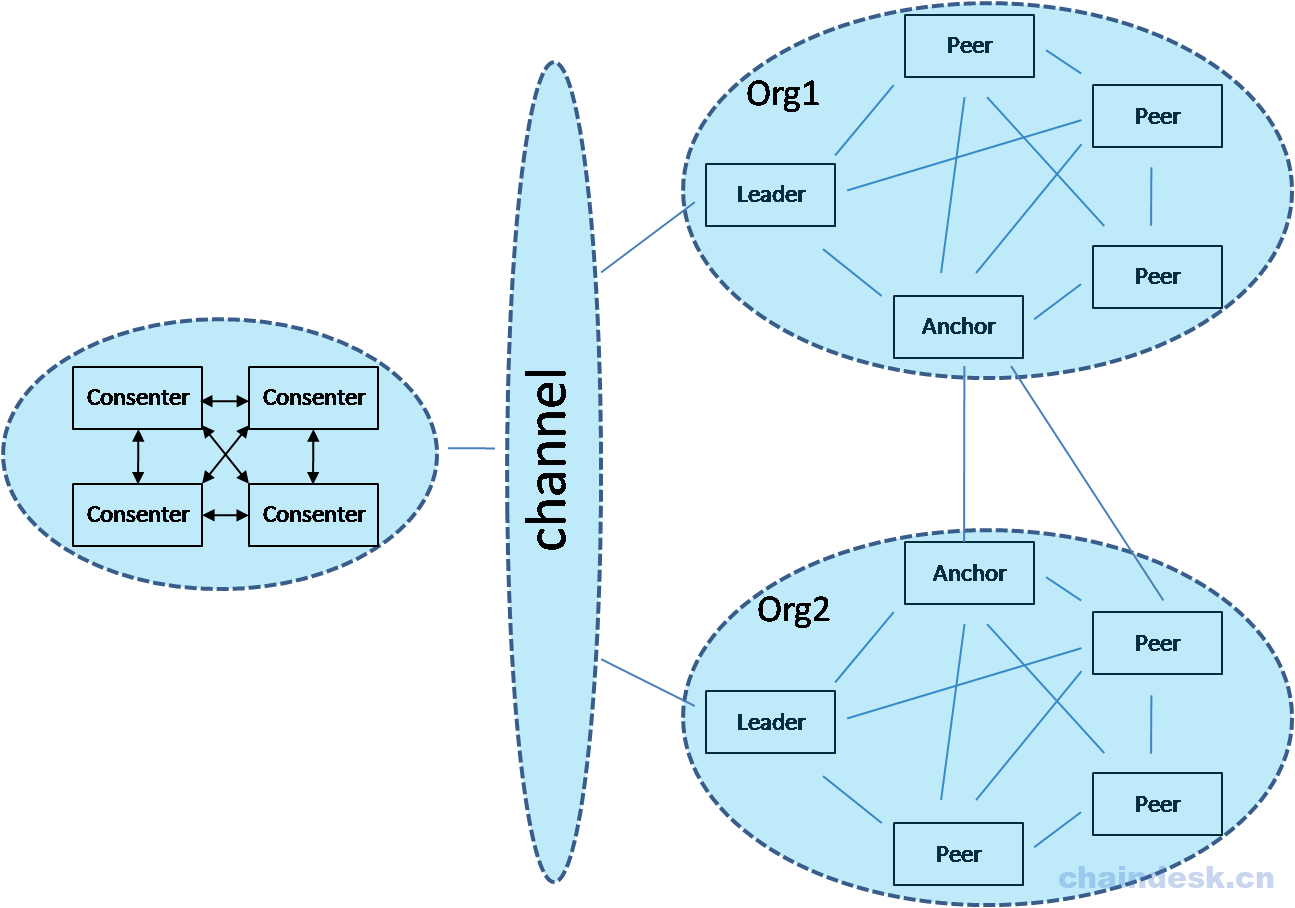 Consenter
Consenter
Consenter
Consenter
channel
Org1
Peer
Peer
Leader
Peer
Anchor
Org2
Anchor
Peer
Leader
Peer
Peer
chaindesk.cn